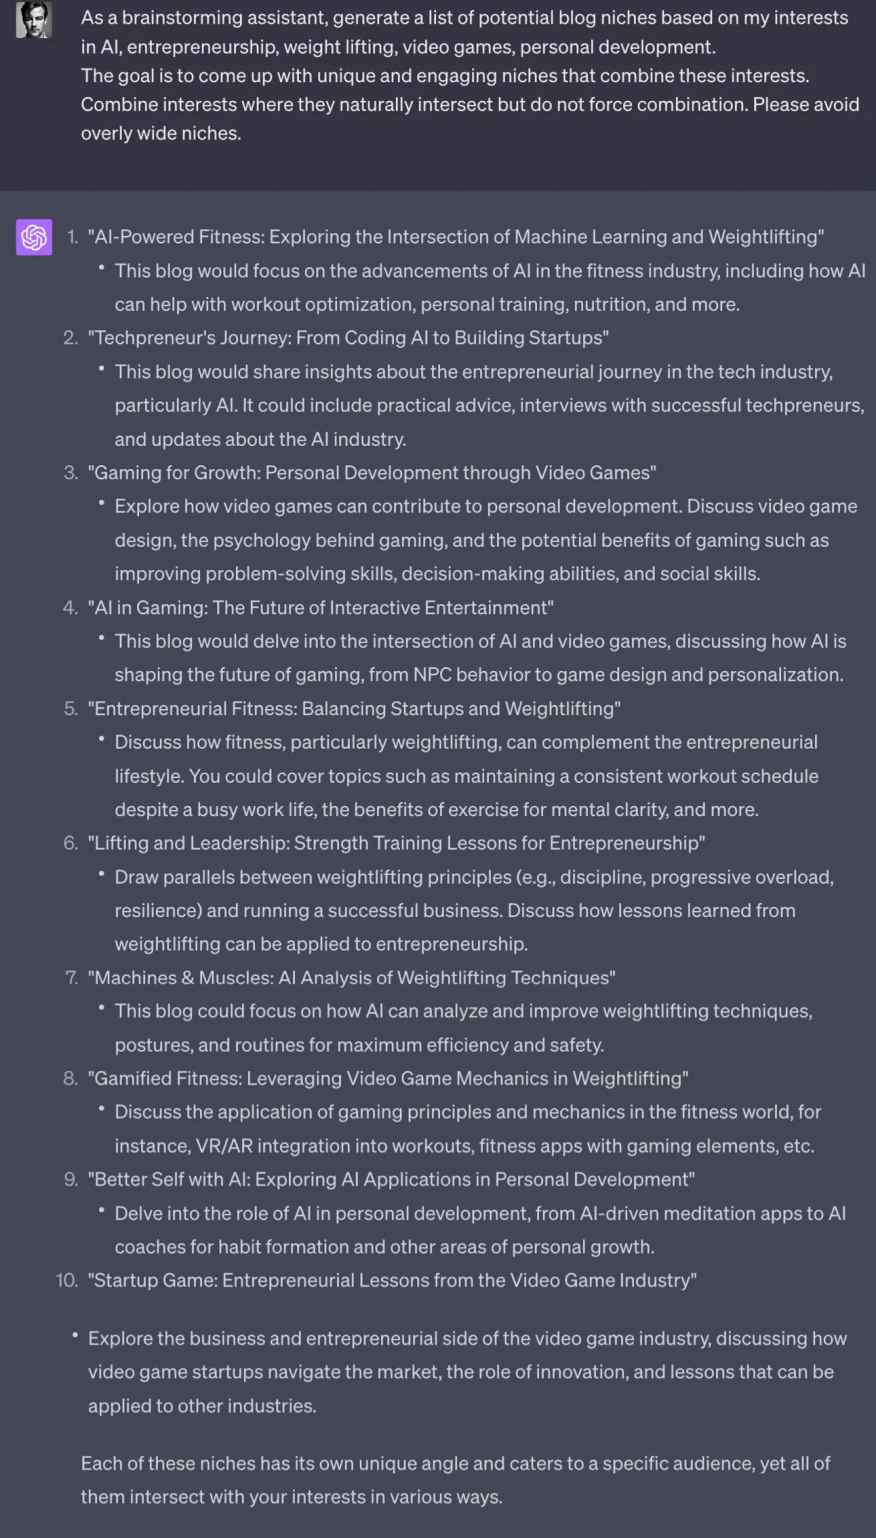 As a brainstorming assistant, generate a list of potential blog niches based on my interests
in AI, entrepreneurship, weight lifting, video games, personal development.
The goal is to come up with unique and engaging niches that combine these interests.
Combine interests where they naturally intersect but do not force combination. Please avoid
overly wide niches.
1. "AI-Powered Fitness: Exploring the Intersection of Machine Learning and Weightlifting"
• This blog would focus on the advancements of AI in the fitness industry, including how AI
can help with workout optimization, personal training, nutrition, and more.
2. "Techpreneur's Journey: From Coding AI to Building Startups"
• This blog would share insights about the entrepreneurial journey in the tech industry,
particularly AI. It could include practical advice, interviews with successful techpreneurs,
and updates about the AI industry.
3. "Gaming for Growth: Personal Development through Video Games"
• Explore how video games can contribute to personal development. Discuss video game
design, the psychology behind gaming, and the potential benefits of gaming such as
improving problem-solving skills, decision-making abilities, and social skills.
4. "AI in Gaming: The Future of Interactive Entertainment"
• This blog would delve into the intersection of AI and video games, discussing how AI is
shaping the future of gaming, from NPC behavior to game design and personalization.
5. "Entrepreneurial Fitness: Balancing Startups and Weightlifting"
• Discuss how fitness, particularly weightlifting, can complement the entrepreneurial
lifestyle. You could cover topics such as maintaining a consistent workout schedule
despite a busy work life, the benefits of exercise for mental clarity, and more.
6. "Lifting and Leadership: Strength Training Lessons for Entrepreneurship"
• Draw parallels between weightlifting principles (e.g., discipline, progressive overload,
resilience) and running a successful business. Discuss how lessons learned from
weightlifting can be applied to entrepreneurship.
7. "Machines & Muscles: AI Analysis of Weightlifting Techniques"
• This blog could focus on how AI can analyze and improve weightlifting techniques,
postures, and routines for maximum efficiency and safety.
8. "Gamified Fitness: Leveraging Video Game Mechanics in Weightlifting"
• Discuss the application of gaming principles and mechanics in the fitness world, for
instance, VR/AR integration into workouts, fitness apps with gaming elements, etc.
9. "Better Self with AI: Exploring AI Applications in Personal Development"
• Delve into the role of AI in personal development, from AI-driven meditation apps to AI
coaches for habit formation and other areas of personal growth.
10. "Startup Game: Entrepreneurial Lessons from the Video Game Industry"
• Explore the business and entrepreneurial side of the video game industry, discussing how
video game startups navigate the market, the role of innovation, and lessons that can be
applied to other industries.
Each of these niches has its own unique angle and caters to a specific audience, yet all of
them intersect with your interests in various ways.